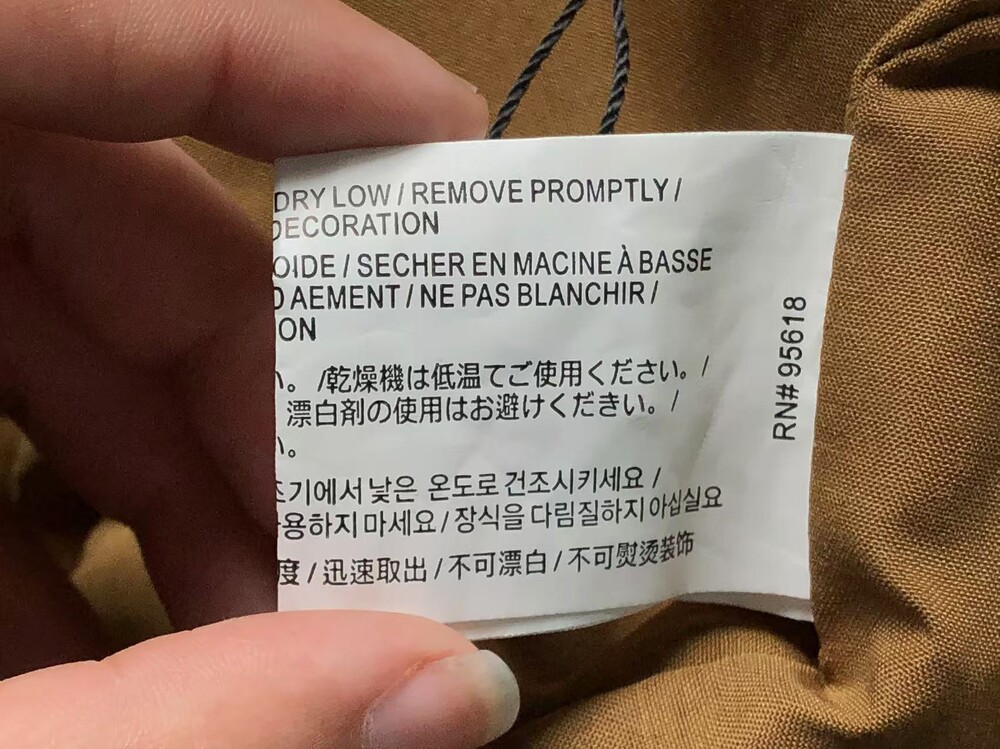 DRY LOW / REMOVE PROMPTLY /
DECORATION
OIDE / SECHER EN MACINE À BASSE
AEMENT / NE PAS BLANCHIR /
ON
い。 /乾燥機は低温てご使用ください。/
漂白剤の使用はお避けください。/
い。
조기에서 낮은 온도로 건조시키세요 /
용하지 마세요 / 장식을 다림질하지 아십실요
度 / 迅速取出 / 不可漂白 / 不可熨烫装饰
RN# 95618